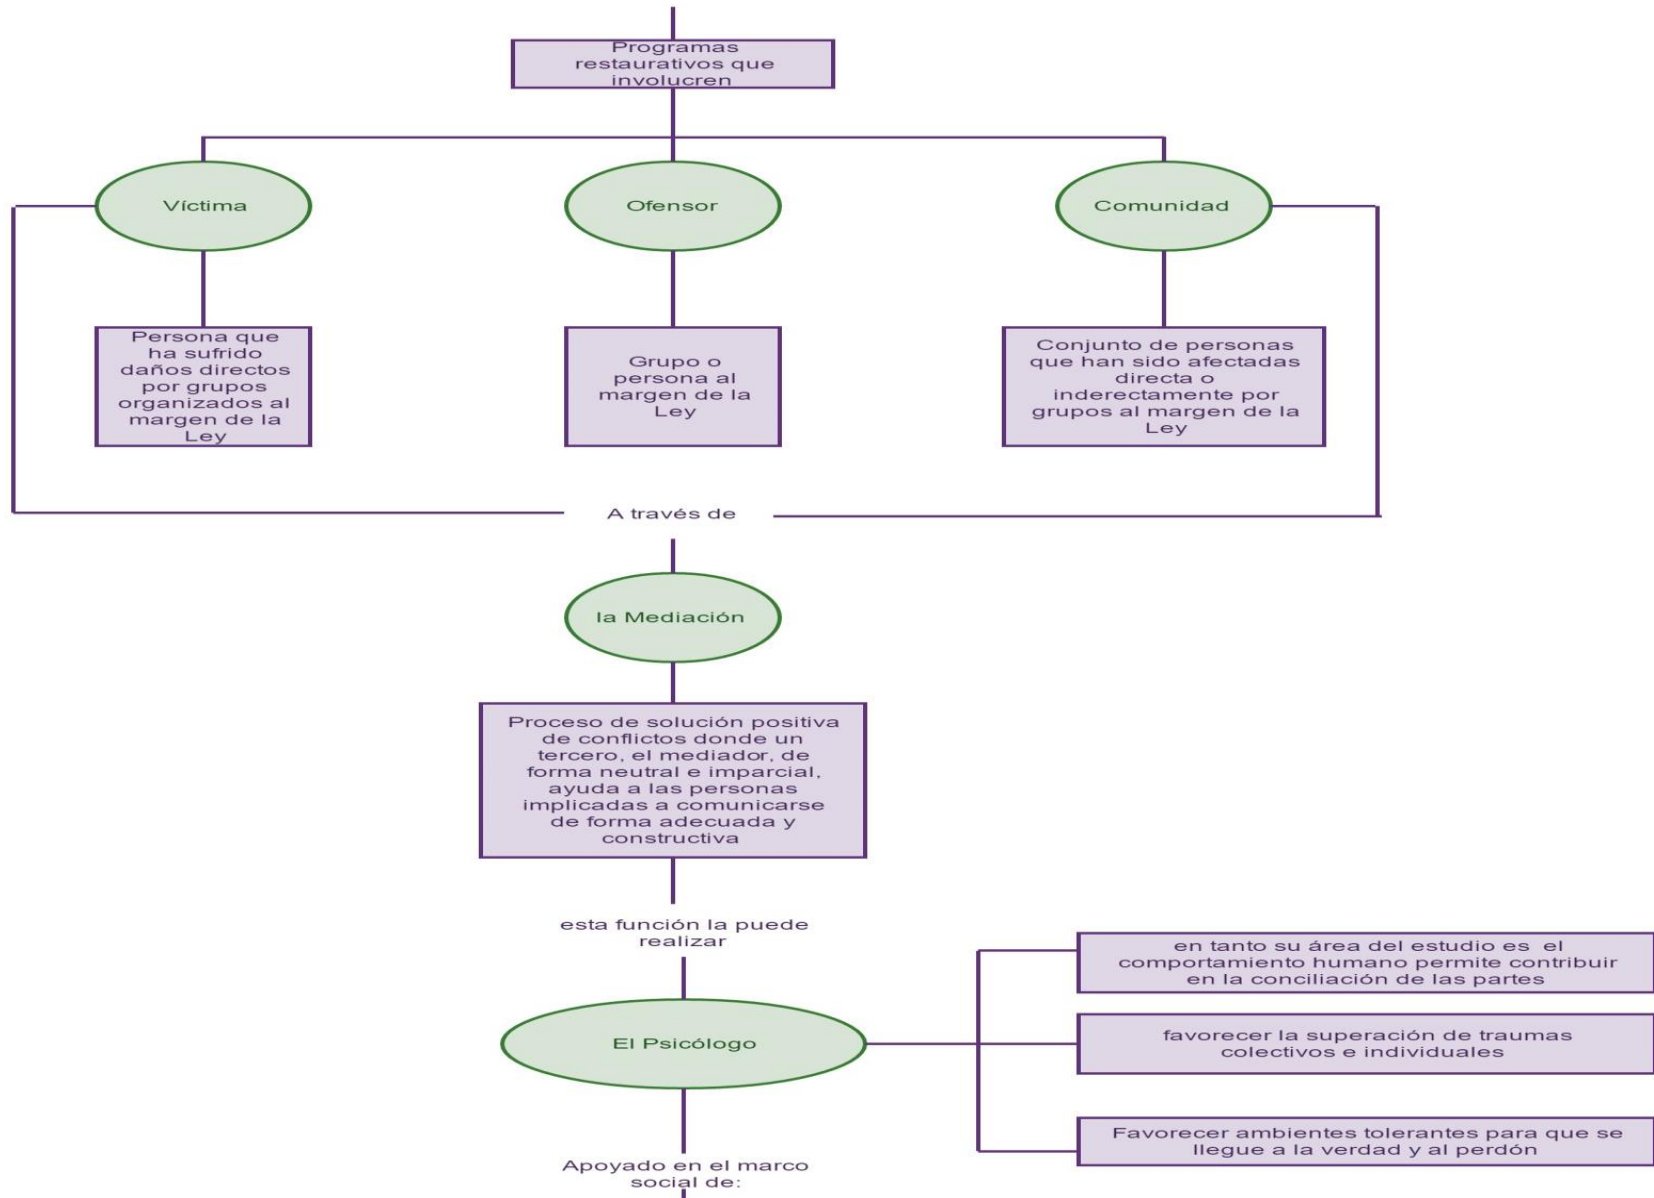 Programas
restaurativos que
involucren
Víctima
Ofensor
Comunidad
Persona que
ha sufrido
daños directos
por grupos
organizados al
margen de la
Ley
Grupo o
persona al
margen de la
Ley
Conjunto de personas
que han sido afectadas
directa o
inderectamente por
grupos al margen de la
Ley
A través de
la Mediación
Proceso de solución positiva
de conflictos donde un
tercero, el mediador, de
forma neutral e imparcial,
ayuda a las personas
implicadas a comunicarse
de forma adecuada y
constructiva
esta función la puede
realizar
El Psicólogo
en tanto su área del estudio es el
comportamiento humano permite contribuir
en la conciliación de las partes
favorecer la superación de traumas
colectivos e individuales
Favorecer ambientes tolerantes para que se
llegue a la verdad y al perdón
Apoyado en el marco
social de: